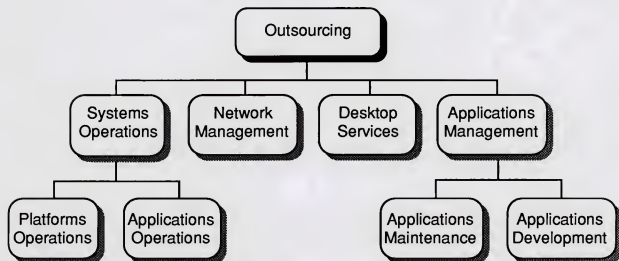 Outsourcing
Systems
Operations
Network
Management
Desktop
Services
Applications
Management
Platforms
Operations
Applications
Operations
Applications
Maintenance
Applications
Development